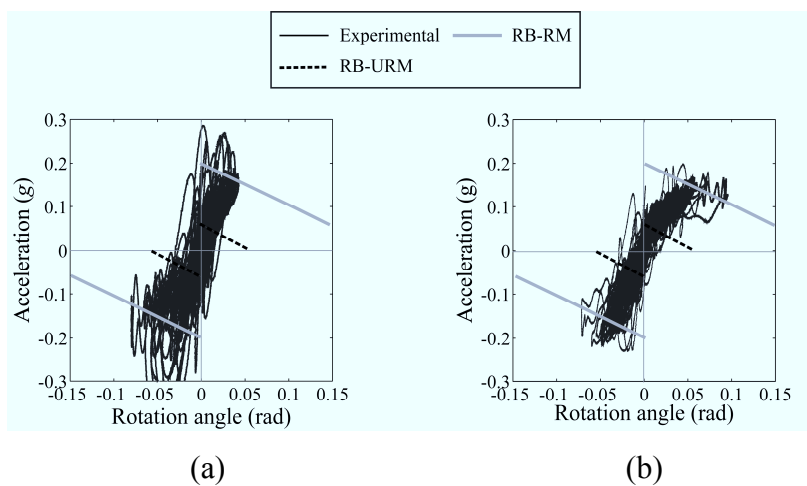 Experimental RB-RM
RB-URM
0.3 0.3
0.2 0.2
0.1 0.1
0 0
-0.1 -0.1
-0.2 -0.2
-0.3 -0.3
Acceleration (g) Acceleration (g)
-0.15 -0.1 -0.05 0 0.05 0.1 0.15 -0.15 -0.1 -0.05 0 0.05 0.1 0.15
Rotation angle (rad) Rotation angle (rad)
(a) (b)